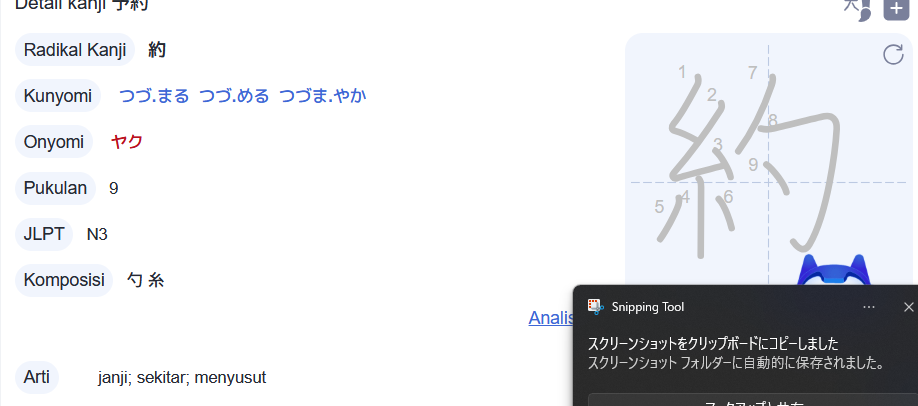 Detail kanji 予約
Radikal Kanji 約
Kunyomi つづ.まる つづ.める つづま.やか
Onyomi ヤク
Pukulan 9
JLPT N3
Komposisi 勺 糸
Arti janji; sekitar; menyusut
1
7
2
8
3
9
4
6
5
約
Snipping Tool
スクリーンショットをクリップボードにコピーしました
スクリーンショット フォルダーに自動的に保存されました。